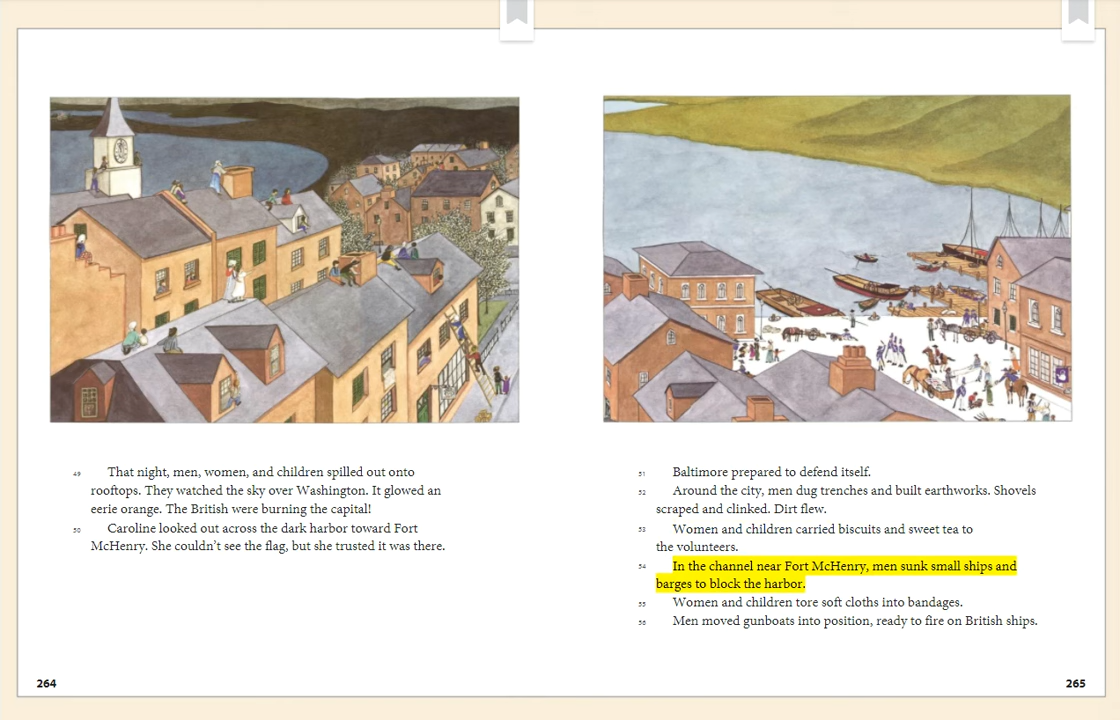 49 That night, men, women, and children spilled out onto
rooftops. They watched the sky over Washington. It glowed an
eerie orange. The British were burning the capital!
50 Caroline looked out across the dark harbor toward Fort
McHenry. She couldn’t see the flag, but she trusted it was there.
264
51 Baltimore prepared to defend itself.
52 Around the city, men dug trenches and built earthworks. Shovels
scraped and clinked. Dirt flew.
53 Women and children carried biscuits and sweet tea to
the volunteers.
54 In the channel near Fort McHenry, men sunk small ships and
barges to block the harbor.
55 Women and children tore soft cloths into bandages.
56 Men moved gunboats into position, ready to fire on British ships.
265